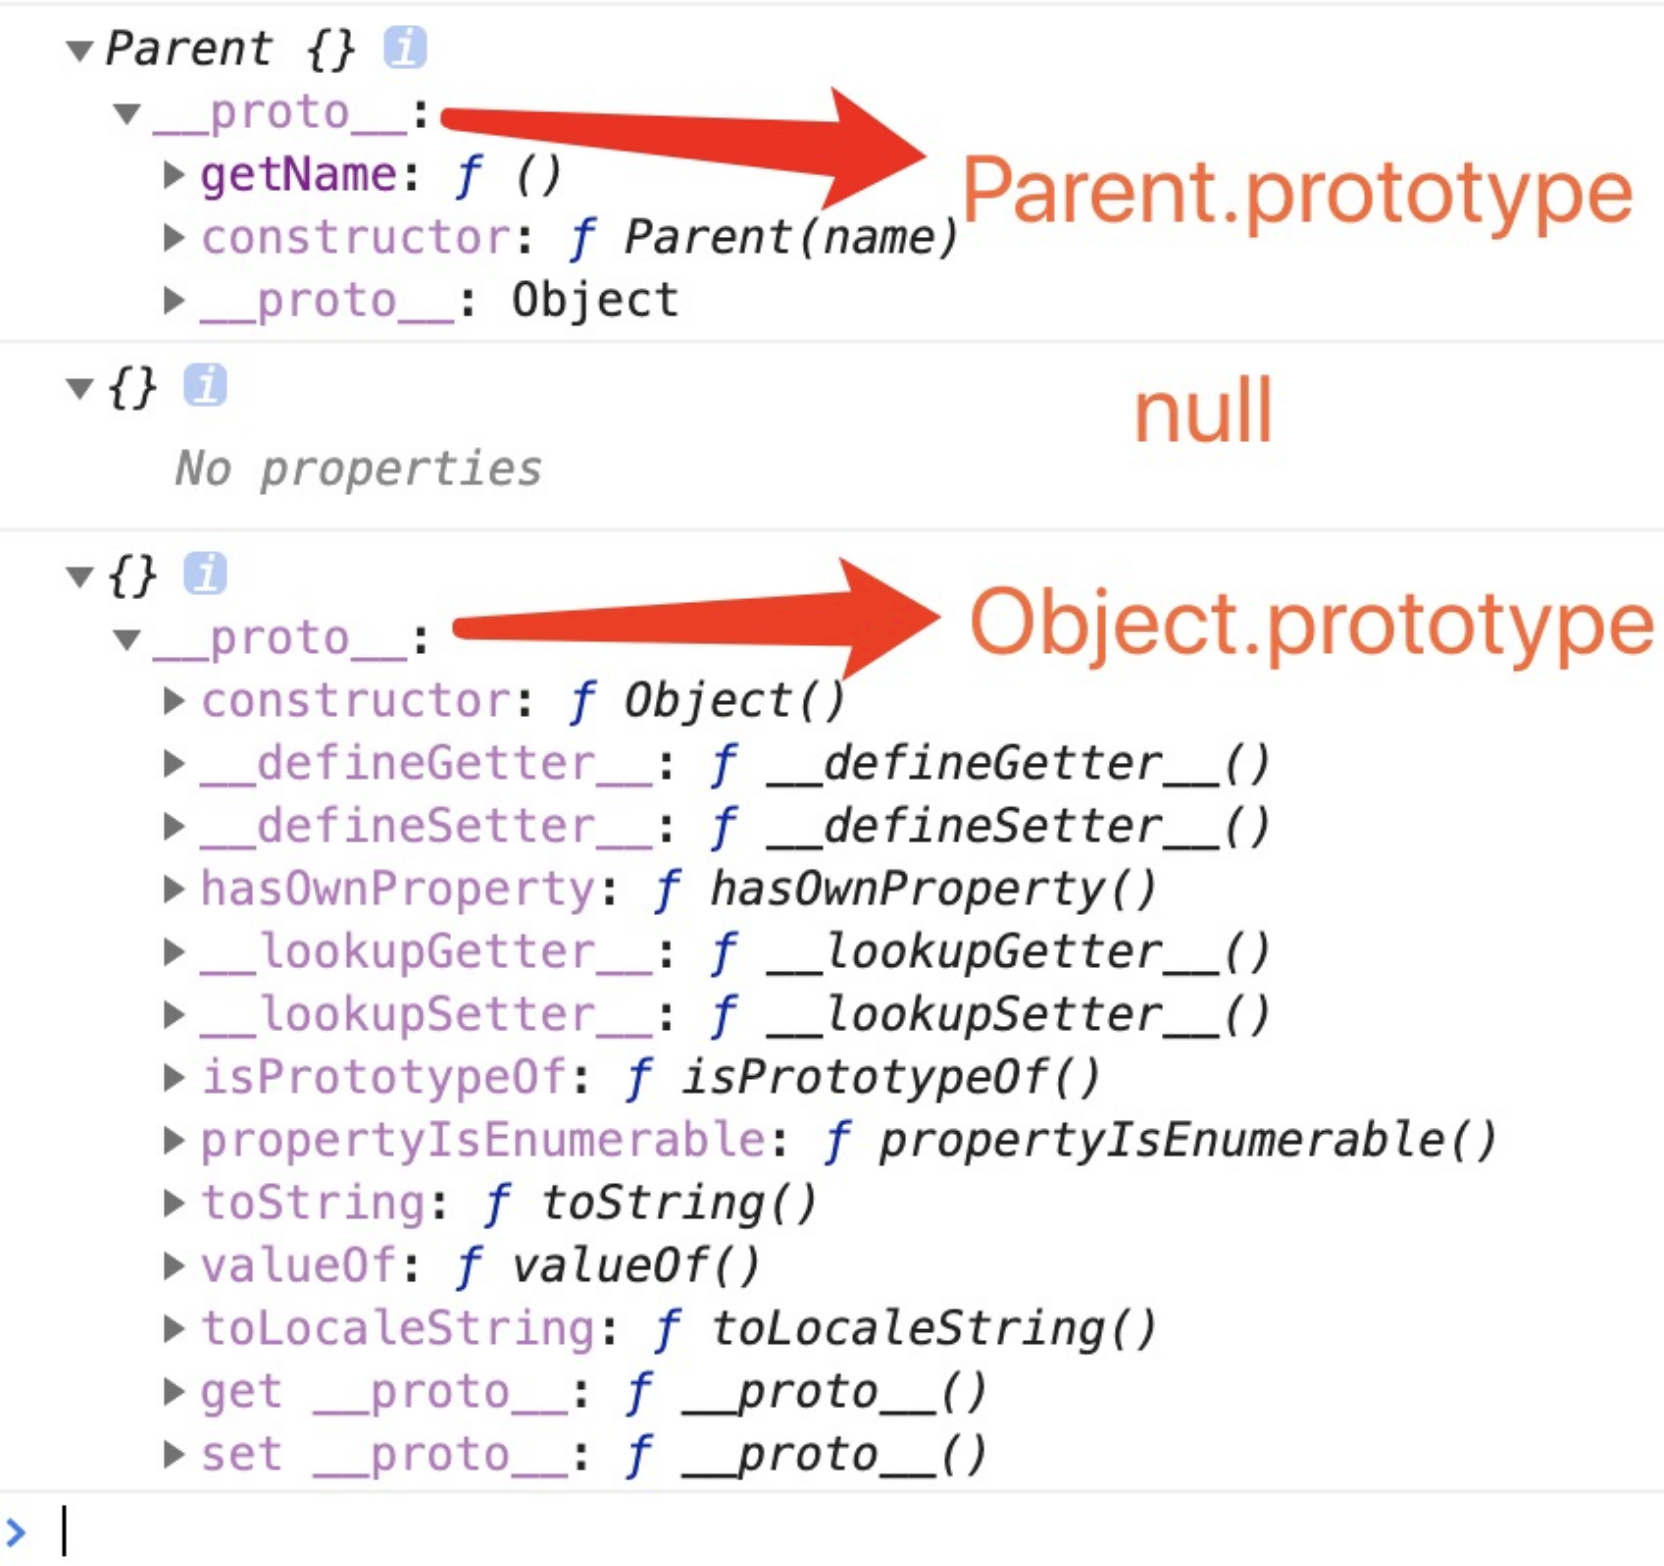 Parent {} i
__proto__:
getName: ƒ ()
Parent.prototype
constructor: ƒ Parent(name)
__proto__: Object
{} i
null
No properties
{} i
__proto__:
Object.prototype
constructor: ƒ Object()
__defineGetter__: ƒ __defineGetter__()
__defineSetter__: ƒ __defineSetter__()
hasOwnProperty: ƒ hasOwnProperty()
__lookupGetter__: ƒ __lookupGetter__()
__lookupSetter__: ƒ __lookupSetter__()
isPrototypeOf: ƒ isPrototypeOf()
propertyIsEnumerable: ƒ propertyIsEnumerable()
toString: ƒ toString()
valueOf: ƒ valueOf()
toLocaleString: ƒ toLocaleString()
get __proto__: ƒ __proto__()
set __proto__: ƒ __proto__()